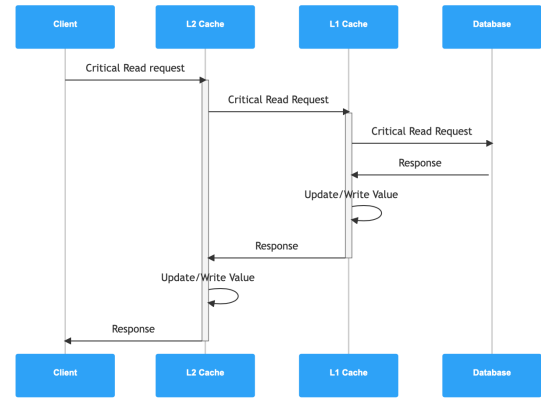 Client
L2 Cache
L1 Cache
Database
Critical Read request
Critical Read Request
Critical Read Request
Response
Update/Write Value
Response
Update/Write Value
Response
Client
L2 Cache
L1 Cache
Database